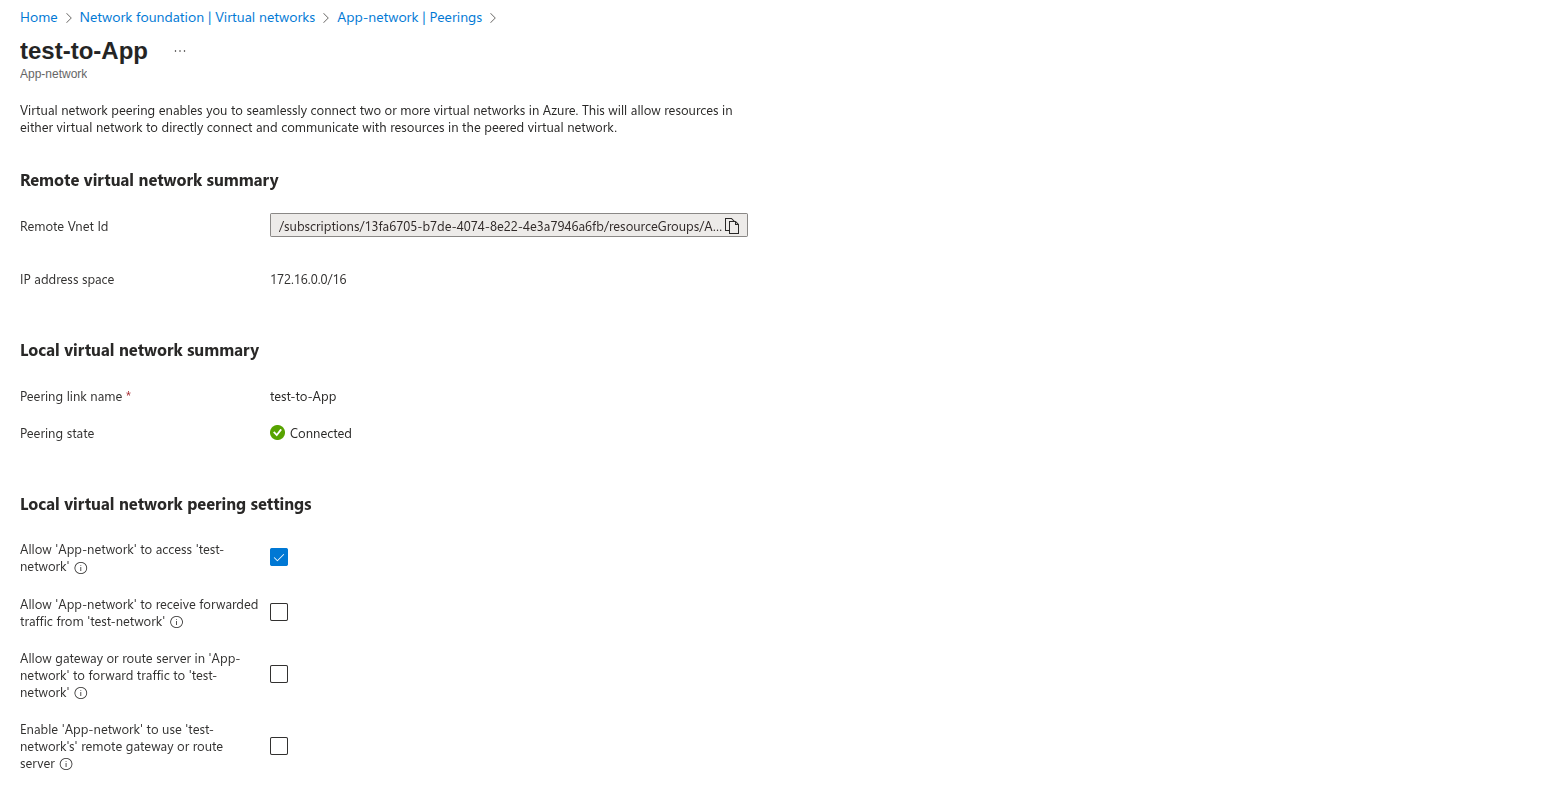 Home > Network foundation | Virtual networks > App-network | Peerings >
test-to-App ...
App-network
Virtual network peering enables you to seamlessly connect two or more virtual networks in Azure. This will allow resources in
either virtual network to directly connect and communicate with resources in the peered virtual network.
Remote virtual network summary
Remote Vnet Id /subscriptions/13fa6705-b7de-4074-8e22-4e3a7946a6fb/resourceGroups/A...
IP address space 172.16.0.0/16
Local virtual network summary
Peering link name * test-to-App
Peering state Connected
Local virtual network peering settings
Allow 'App-network' to access 'test-
network'
Allow 'App-network' to receive forwarded
traffic from 'test-network'
Allow gateway or route server in 'App-
network' to forward traffic to 'test-
network'
Enable 'App-network' to use 'test-
network's' remote gateway or route
server